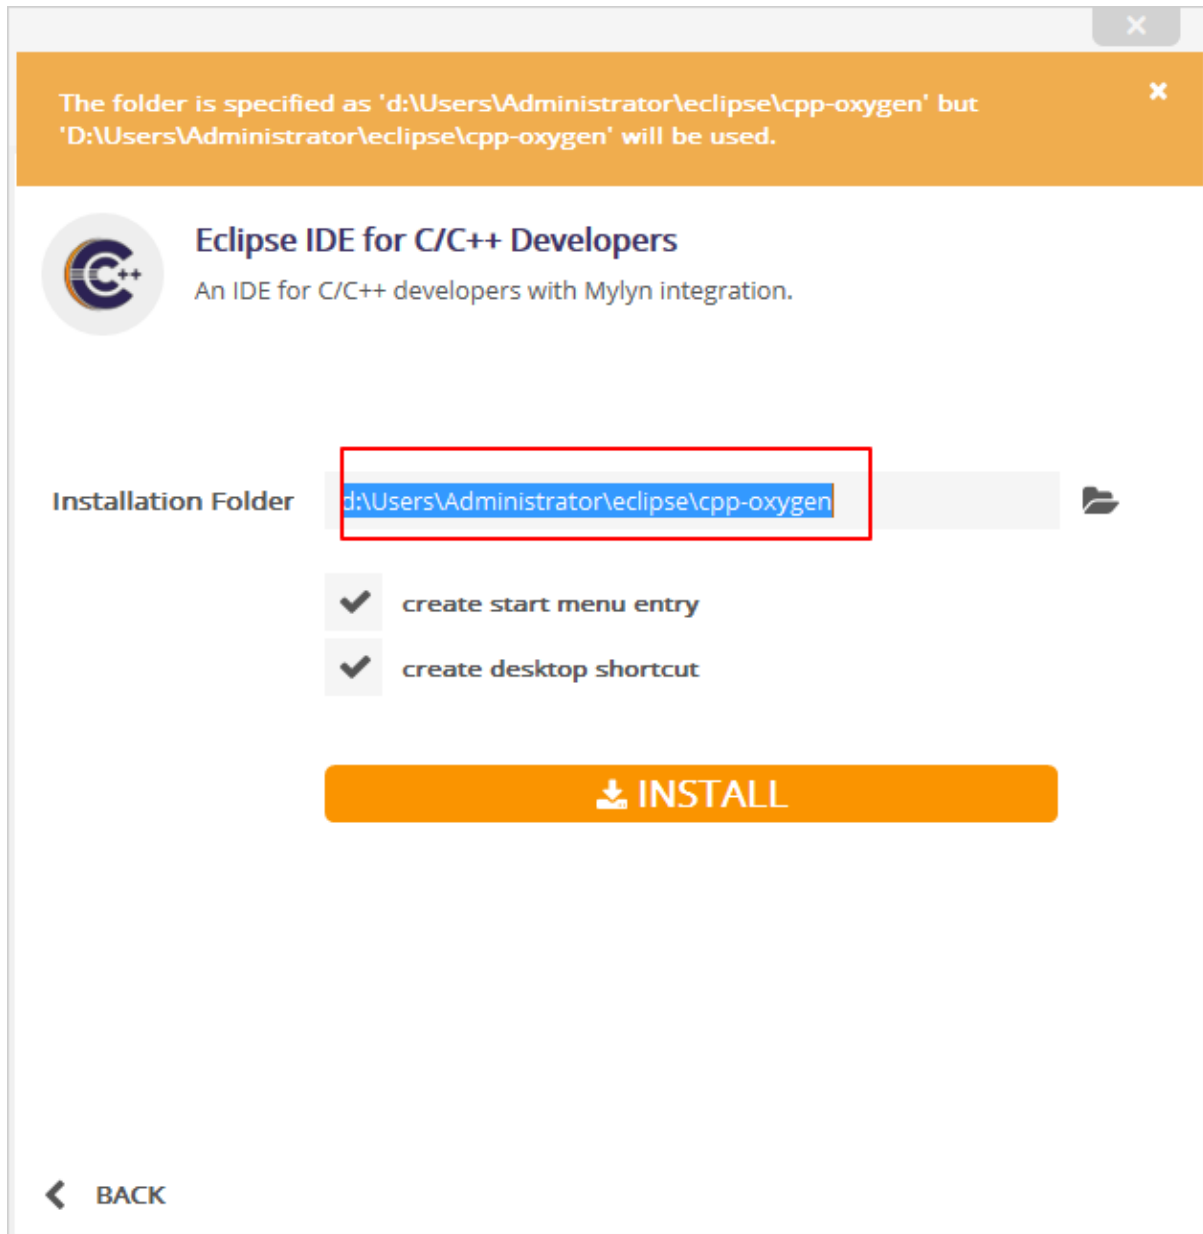 The folder is specified as 'd:\Users\Administrator\eclipse\cpp-oxygen' but
'D:\Users\Administrator\eclipse\cpp-oxygen' will be used.
C++
Eclipse IDE for C/C++ Developers
An IDE for C/C++ developers with Mylyn integration.
Installation Folder d:\Users\Administrator\eclipse\cpp-oxygen
create start menu entry
create desktop shortcut
INSTALL
BACK